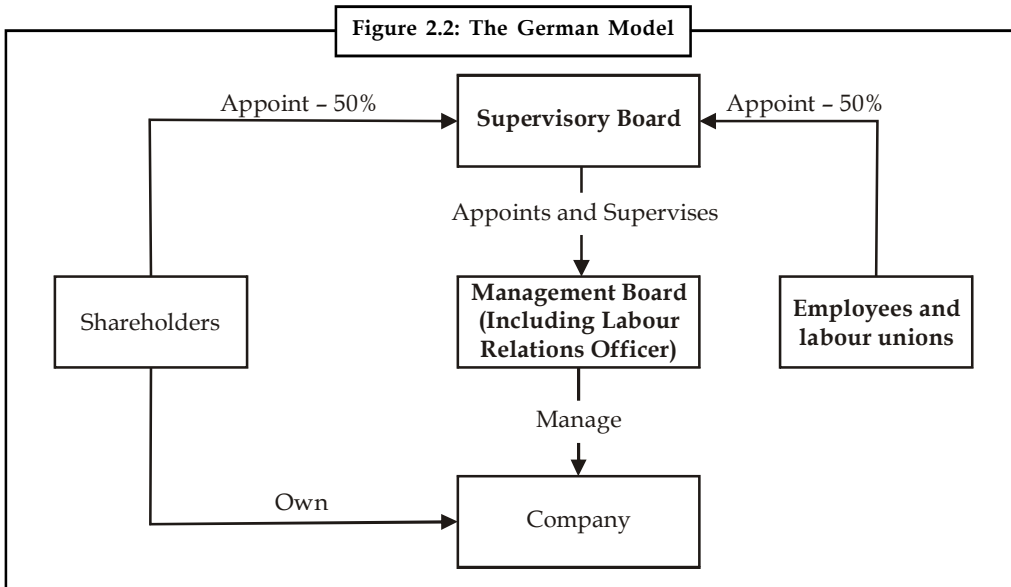 Figure 2.2: The German Model
Appoint – 50%
Appoint – 50%
Supervisory Board
Appoints and Supervises
Shareholders
Management Board
(Including Labour
Relations Officer)
Employees and
labour unions
Manage
Own
Company